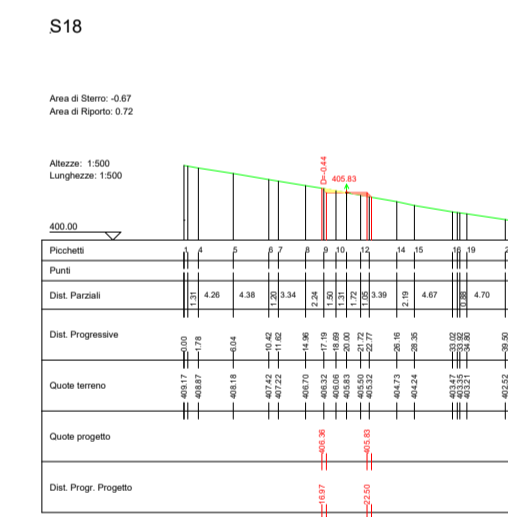 S18
Area di Sterro: -0.67
Area di Riporto: 0.72
Altezze: 1:500
Lunghezze: 1:500
D=-0.44
405.83
400.00
Picchetti 1 4 5 6 7 8 9 10 12 14 15 16 19
Punti
Dist. Parziali 1.31 4.26 4.38 1.20 3.34 2.24 1.50 1.31 1.72 1.05 3.39 2.19 4.67 0.88 4.70
Dist. Progressive 0.00 1.78 6.04 10.42 11.62 14.96 17.19 18.69 20.00 21.72 22.77 26.16 28.35 33.02 33.92 34.80 39.50
Quote terreno 409.17 408.87 408.18 407.42 407.22 406.70 406.32 406.06 405.83 405.50 405.32 404.73 404.24 403.47 403.35 403.21 402.52
Quote progetto 406.36 405.83
Dist. Progr. Progetto 16.97 22.50